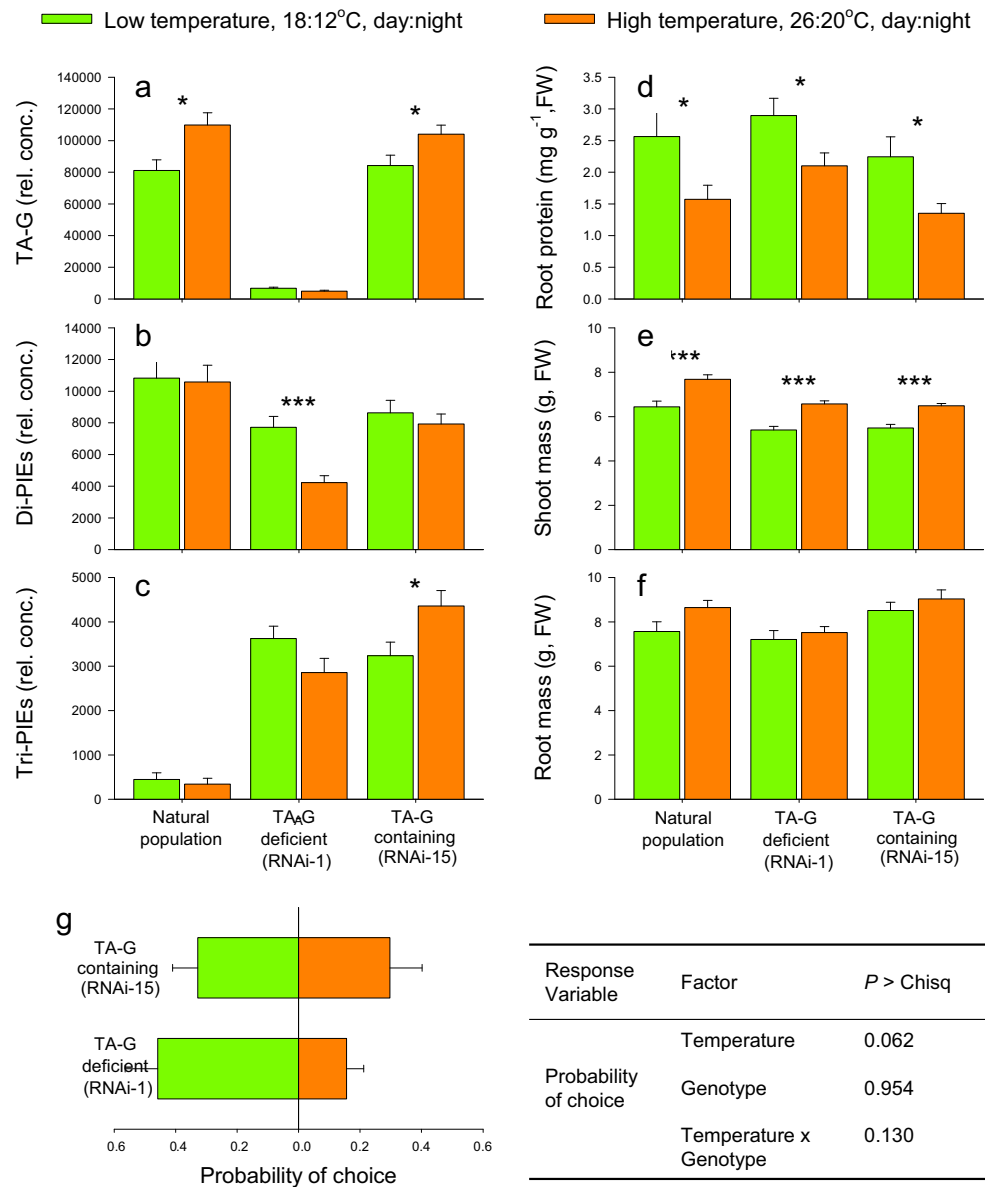 Low temperature, 18:12°C, day:night
High temperature, 26:20°C, day:night
a
TA-G (rel. conc.)
140000
120000
100000
80000
60000
40000
20000
0
*
*
b
Di-PIEs (rel. conc.)
14000
12000
10000
8000
6000
4000
2000
0
***
c
Tri-PIEs (rel. conc.)
5000
4000
3000
2000
1000
0
*
Natural
population
TA-G
deficient
(RNAi-1)
TA-G
containing
(RNAi-15)
d
Root protein (mg g⁻¹,FW)
3.5
3.0
2.5
2.0
1.5
1.0
0.5
0.0
*
*
*
e
Shoot mass (g, FW)
10
8
6
4
2
0
***
***
***
f
Root mass (g, FW)
10
8
6
4
2
0
Natural
population
TA-G
deficient
(RNAi-1)
TA-G
containing
(RNAi-15)
g
TA-G
containing
(RNAi-15)
TA-G
deficient
(RNAi-1)
0.6 0.4 0.2 0.0 0.2 0.4 0.6
Probability of choice
Response
Variable
Factor
P > Chisq
Probability
of choice
Temperature 0.062
Genotype 0.954
Temperature x
Genotype
0.130